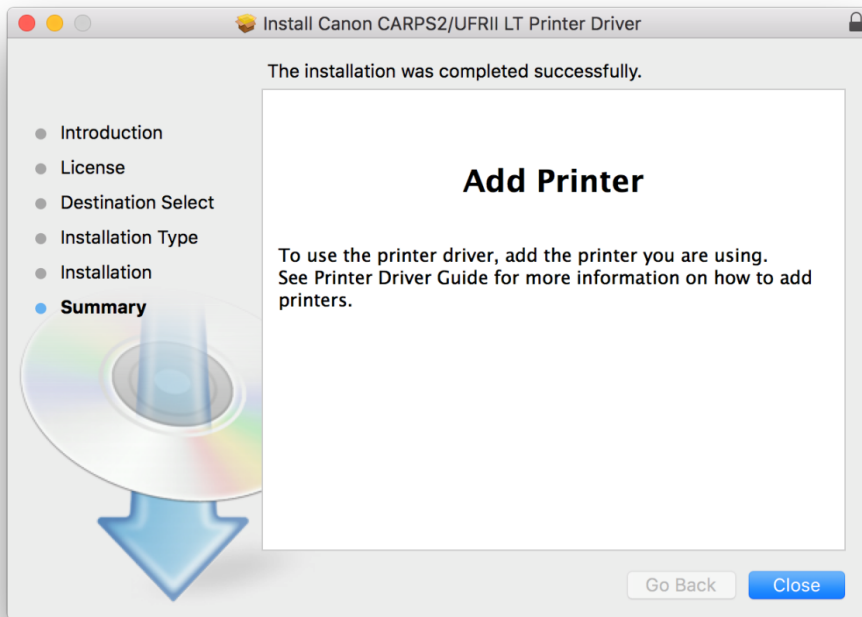 Install Canon CARPS2/UFRII LT Printer Driver
The installation was completed successfully.
Introduction
License
Destination Select
Installation Type
Installation
Summary
Add Printer
To use the printer driver, add the printer you are using.
See Printer Driver Guide for more information on how to add
printers.
Go Back
Close